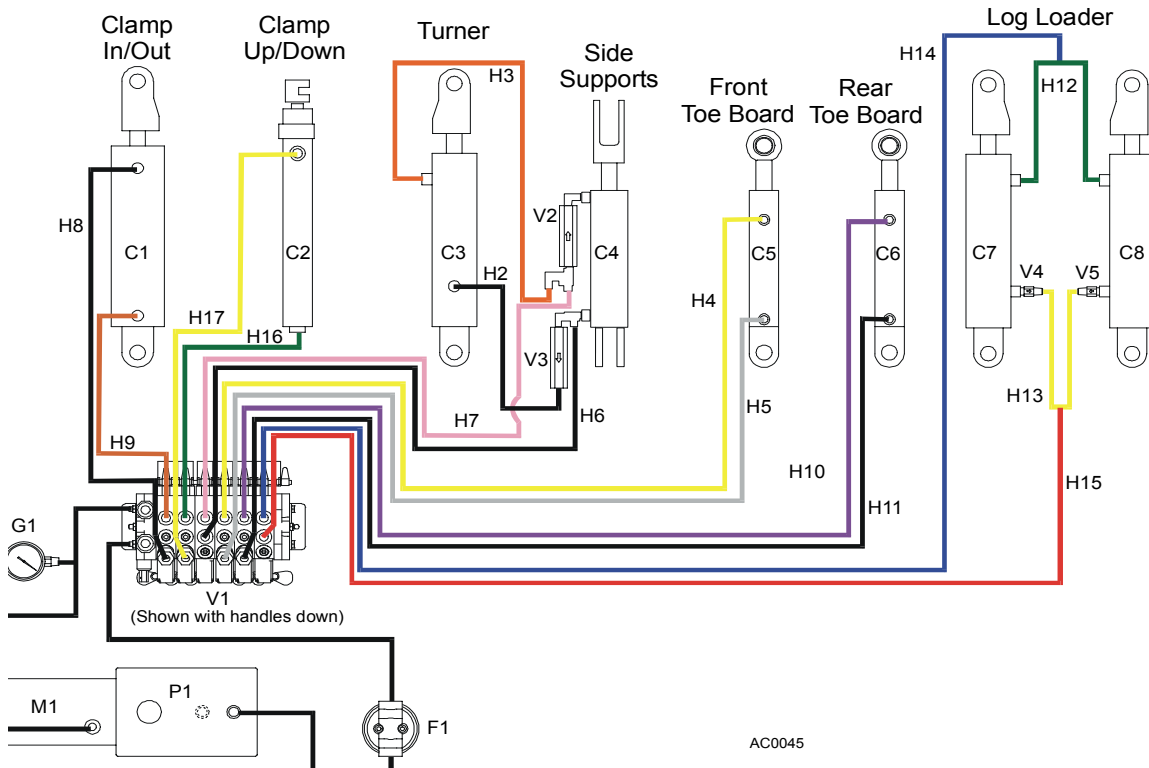 Clamp
In/Out
Clamp
Up/Down
Turner
Side
Supports
Front
Toe Board
Rear
Toe Board
Log Loader
H14
H3
H12
H8
C1
C2
C3
H2
V2
C4
C5
C6
C7
C8
V4
V5
H17
H16
H4
V3
H7
H6
H5
H13
H9
H10
H11
H15
G1
V1
(Shown with handles down)
M1
P1
F1
AC0045